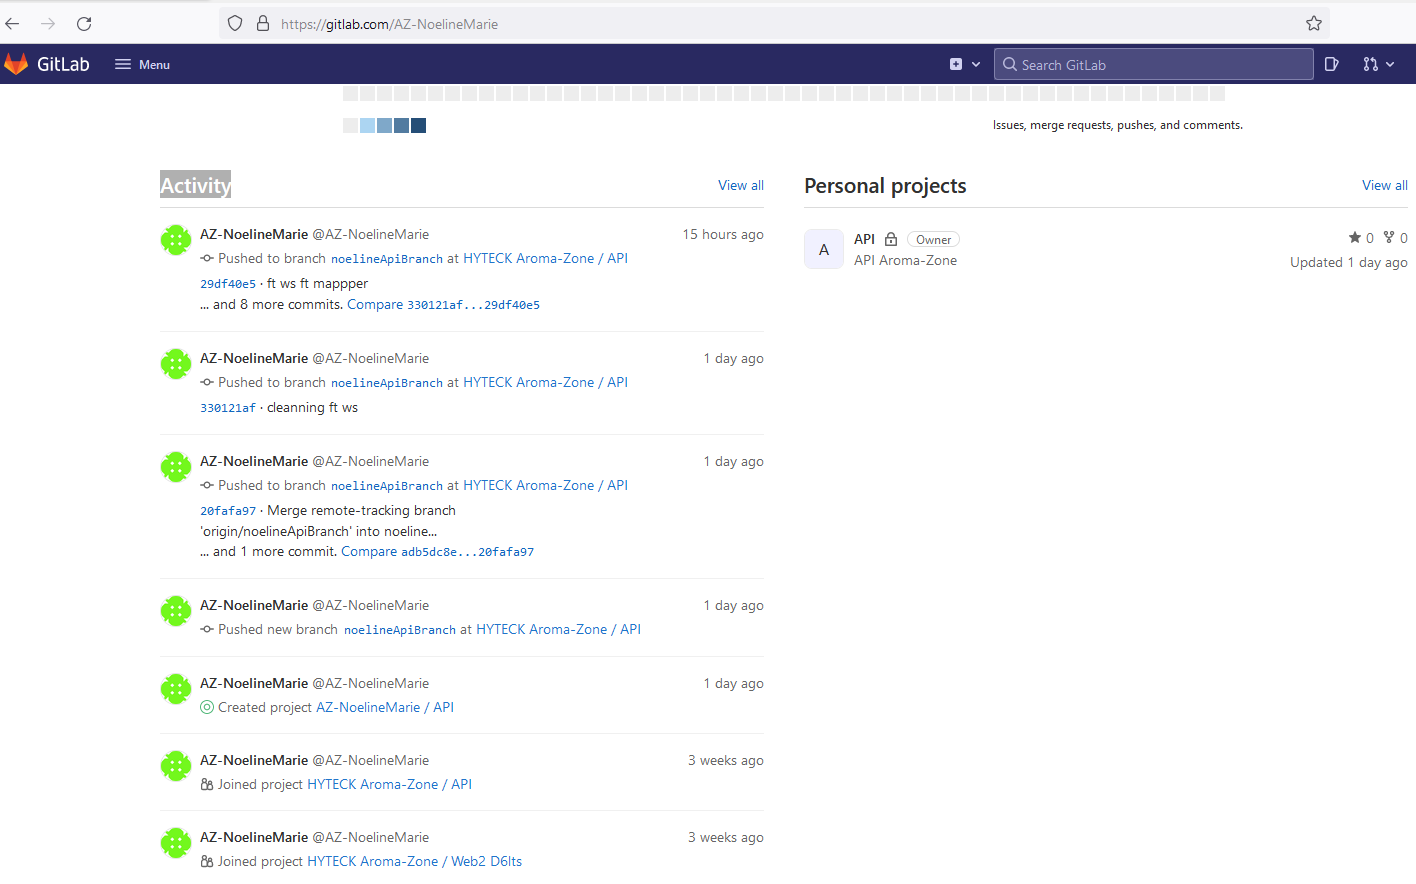 https://gitlab.com/AZ-NoelineMarie
GitLab Menu Search GitLab
Issues, merge requests, pushes, and comments.
Activity View all
AZ-NoelineMarie @AZ-NoelineMarie 15 hours ago
Pushed to branch noelineApiBranch at HYTECK Aroma-Zone / API
29df40e5 · ft ws ft mappper
... and 8 more commits. Compare 330121af...29df40e5
AZ-NoelineMarie @AZ-NoelineMarie 1 day ago
Pushed to branch noelineApiBranch at HYTECK Aroma-Zone / API
330121af · cleanning ft ws
AZ-NoelineMarie @AZ-NoelineMarie 1 day ago
Pushed to branch noelineApiBranch at HYTECK Aroma-Zone / API
20fafa97 · Merge remote-tracking branch
'origin/noelineApiBranch' into noeline...
... and 1 more commit. Compare adb5dc8e...20fafa97
AZ-NoelineMarie @AZ-NoelineMarie 1 day ago
Pushed new branch noelineApiBranch at HYTECK Aroma-Zone / API
AZ-NoelineMarie @AZ-NoelineMarie 1 day ago
Created project AZ-NoelineMarie / API
AZ-NoelineMarie @AZ-NoelineMarie 3 weeks ago
Joined project HYTECK Aroma-Zone / API
AZ-NoelineMarie @AZ-NoelineMarie 3 weeks ago
Joined project HYTECK Aroma-Zone / Web2 D6lts
Personal projects View all
A API Owner 0 0
API Aroma-Zone Updated 1 day ago